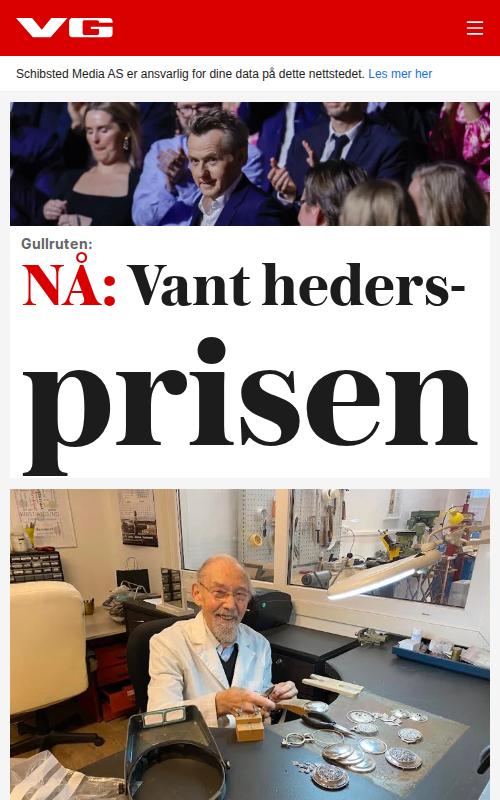 VG
Schibsted Media AS er ansvarlig for dine data på dette nettstedet. Les mer her
Gullruten:
NÅ: Vant heders-
prisen